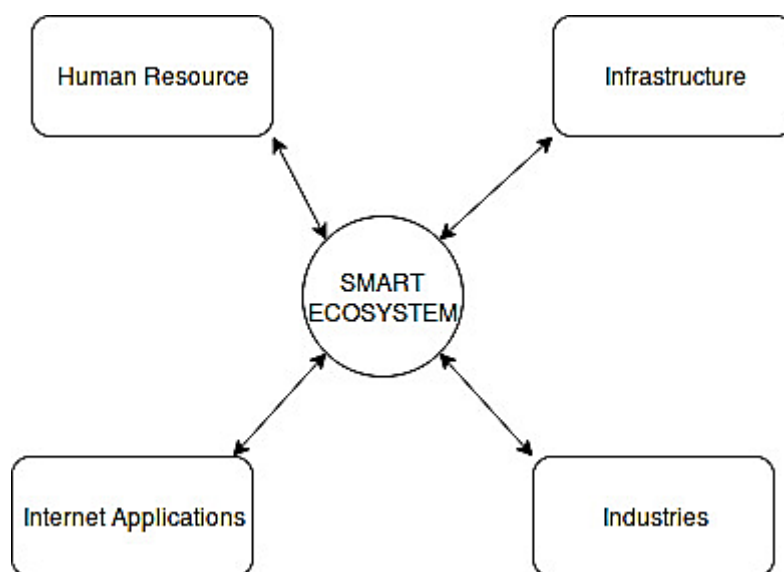 Human Resource
Infrastructure
SMART
ECOSYSTEM
Internet Applications
Industries